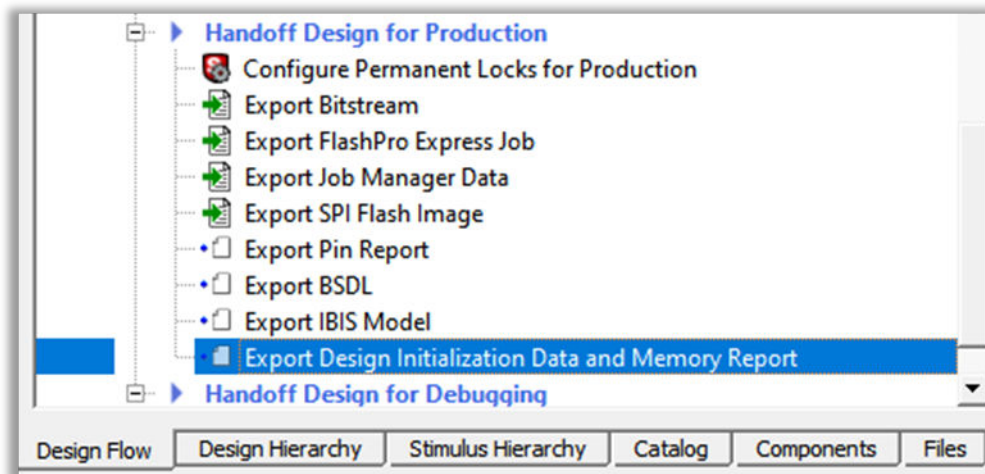 Handoff Design for Production
Configure Permanent Locks for Production
Export Bitstream
Export FlashPro Express Job
Export Job Manager Data
Export SPI Flash Image
Export Pin Report
Export BSDL
Export IBIS Model
Export Design Initialization Data and Memory Report
Handoff Design for Debugging
Design Flow Design Hierarchy Stimulus Hierarchy Catalog Components Files